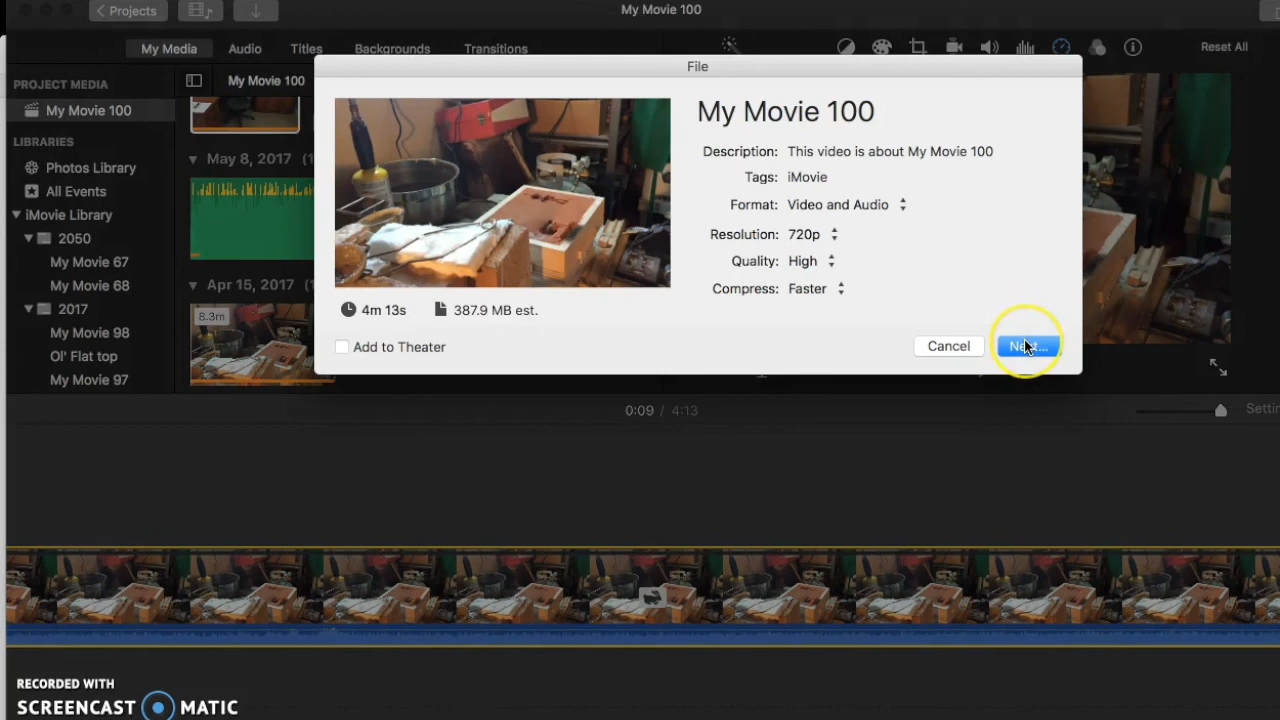 Projects
My Movie 100
My Media Audio Titles Backgrounds Transitions
Reset All
File
PROJECT MEDIA
My Movie 100
My Movie 100
My Movie 100
LIBRARIES
Photos Library
All Events
iMovie Library
2050
My Movie 67
My Movie 68
2017
My Movie 98
Ol' Flat top
My Movie 97
May 8, 2017 (1
Apr 15, 2017 (1
8.3m
Description: This video is about My Movie 100
Tags: iMovie
Format: Video and Audio
Resolution: 720p
Quality: High
Compress: Faster
4m 13s 387.9 MB est.
Add to Theater
Cancel
0:09 / 4:13
RECORDED WITH
SCREENCAST MATIC